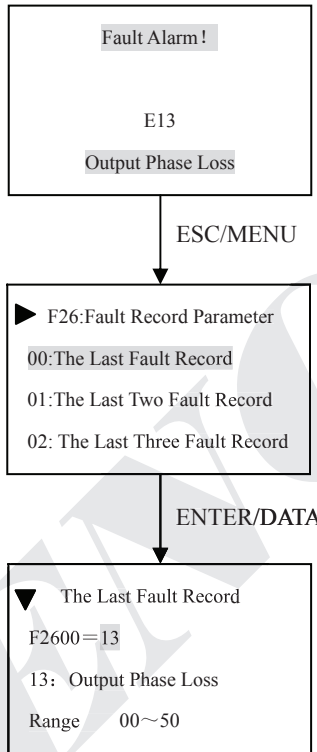 Fault Alarm！
E13
Output Phase Loss
ESC/MENU
F26:Fault Record Parameter
00:The Last Fault Record
01:The Last Two Fault Record
02: The Last Three Fault Record
ENTER/DATA
The Last Fault Record
F2600＝13
13：Output Phase Loss
Range 00～50